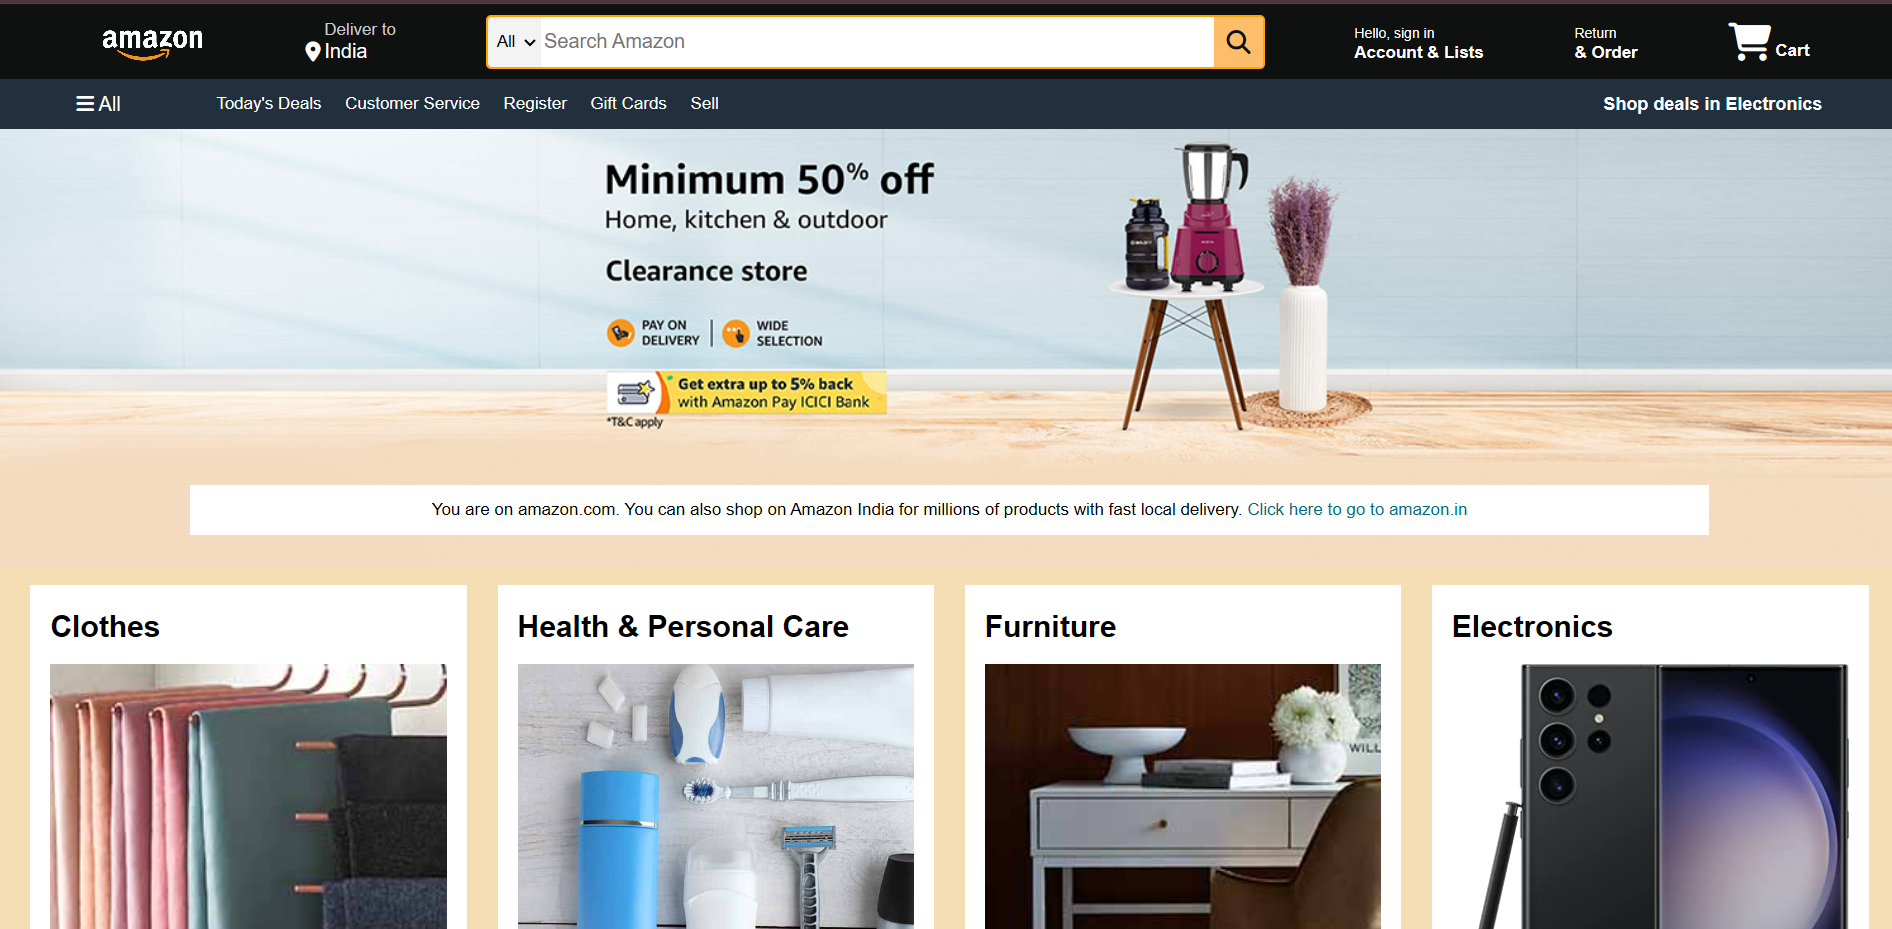 amazon
Deliver to
India
All
Search Amazon
Hello, sign in
Account & Lists
Return
& Order
Cart
All
Today's Deals
Customer Service
Register
Gift Cards
Sell
Shop deals in Electronics
Minimum 50% off
Home, kitchen & outdoor
Clearance store
PAY ON
DELIVERY
WIDE
SELECTION
Get extra up to 5% back
with Amazon Pay ICICI Bank
*T&C apply
You are on amazon.com. You can also shop on Amazon India for millions of products with fast local delivery. Click here to go to amazon.in
Clothes
Health & Personal Care
Furniture
Electronics
WILL